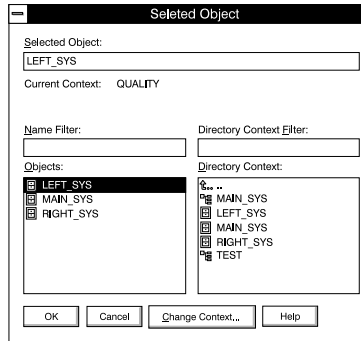 Seleted Object
Selected Object:
LEFT_SYS
Current Context: QUALITY
Name Filter:
Directory Context Filter:
Objects:
LEFT_SYS
MAIN_SYS
RIGHT_SYS
Directory Context:
..
MAIN_SYS
LEFT_SYS
MAIN_SYS
RIGHT_SYS
TEST
OK
Cancel
Change Context...
Help